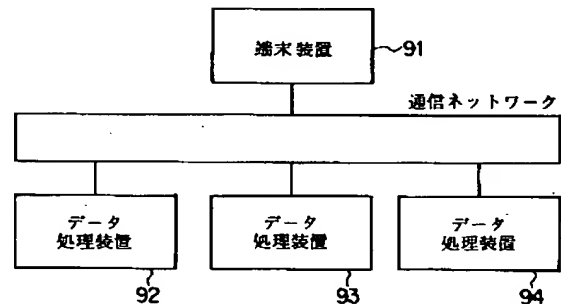 端末装置
91
通信ネットワーク
データ
処理装置
データ
処理装置
データ
処理装置
92
93
94